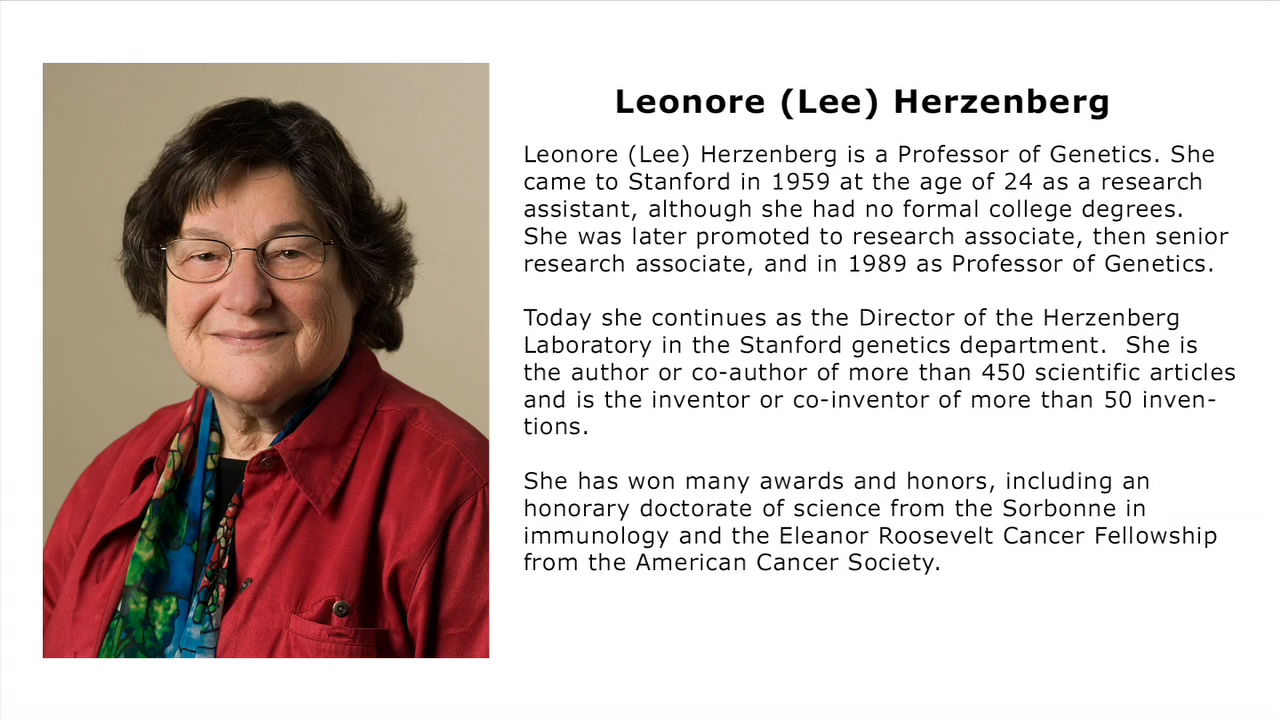 Leonore (Lee) Herzenberg
Leonore (Lee) Herzenberg is a Professor of Genetics. She
came to Stanford in 1959 at the age of 24 as a research
assistant, although she had no formal college degrees.
She was later promoted to research associate, then senior
research associate, and in 1989 as Professor of Genetics.
Today she continues as the Director of the Herzenberg
Laboratory in the Stanford genetics department.  She is
the author or co-author of more than 450 scientific articles
and is the inventor or co-inventor of more than 50 inven-
tions.
She has won many awards and honors, including an
honorary doctorate of science from the Sorbonne in
immunology and the Eleanor Roosevelt Cancer Fellowship
from the American Cancer Society.